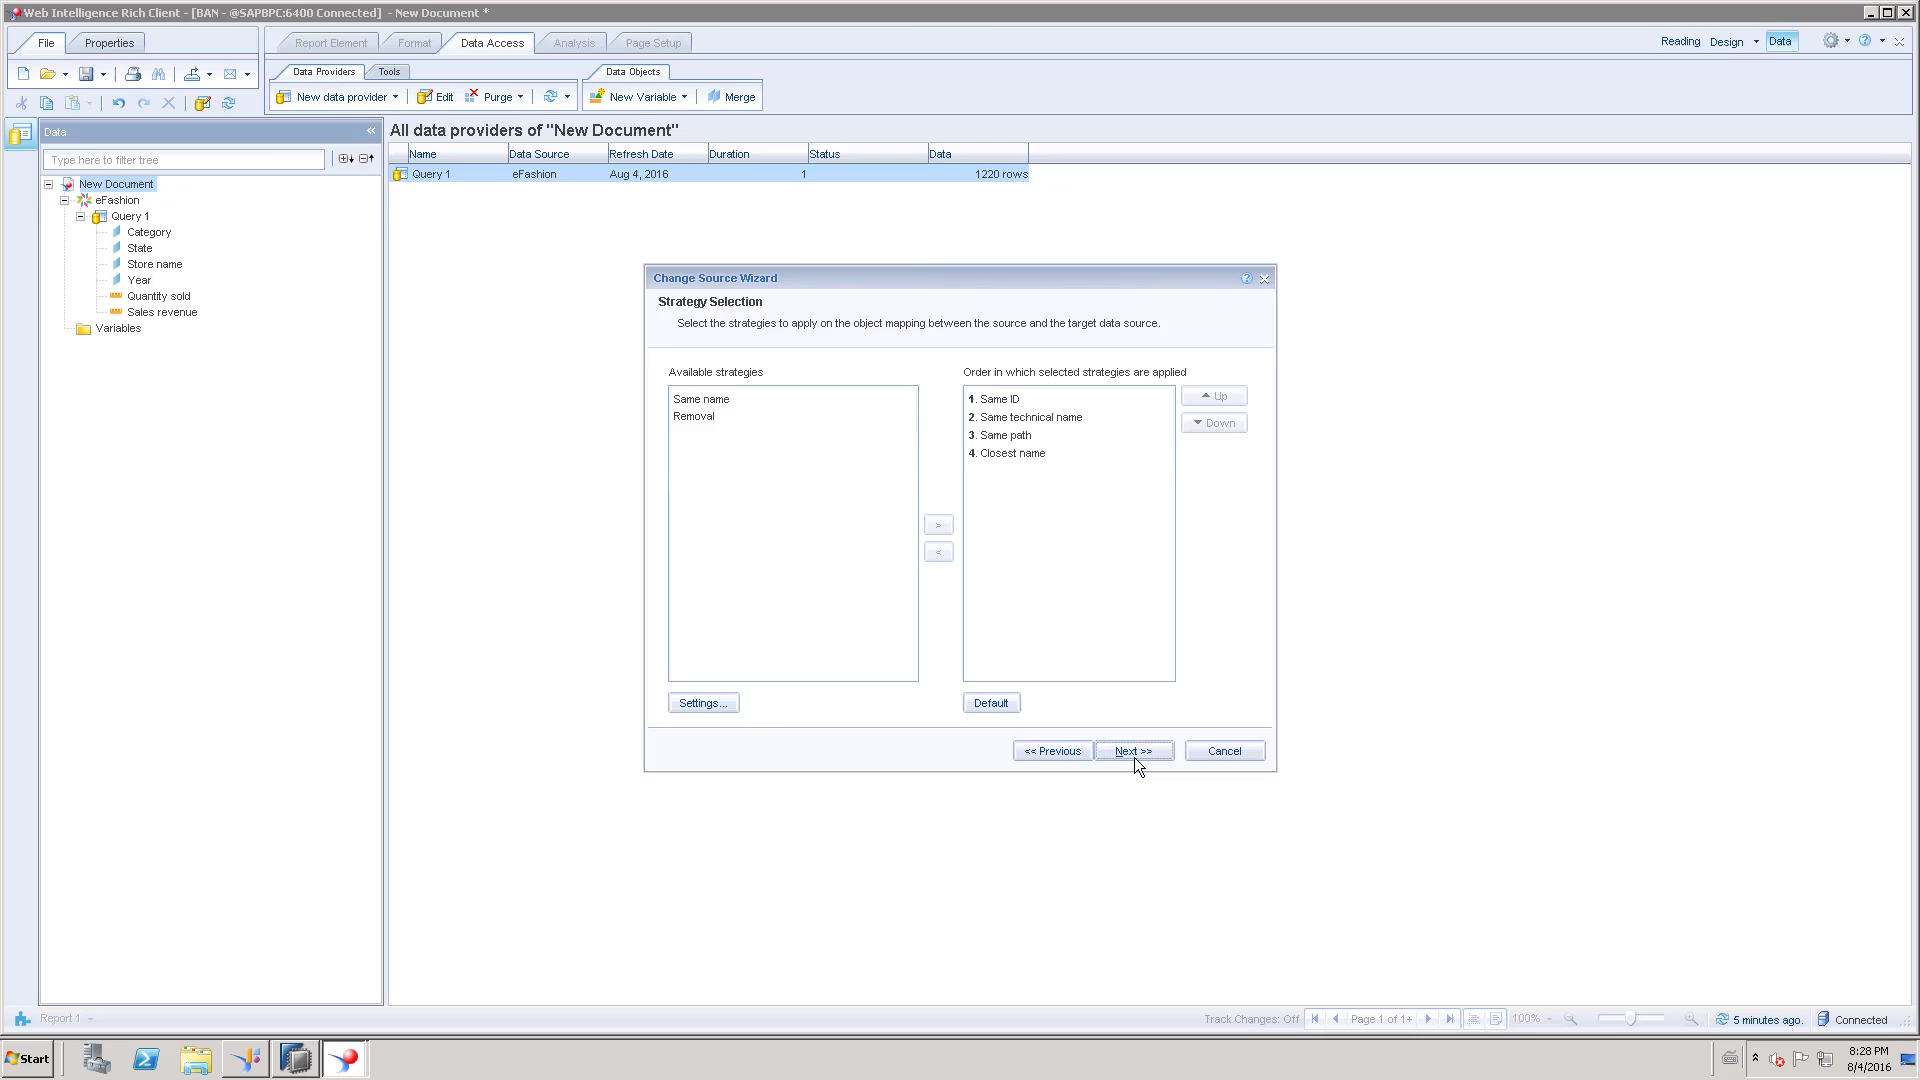 Web Intelligence Rich Client - [BAN - @SAPBPC:6400 Connected] - New Document *
File
Properties
Report Element
Format
Data Access
Analysis
Page Setup
Reading
Design
Data
Data Providers
Tools
Data Objects
New data provider
Edit
Purge
New Variable
Merge
Data
Type here to filter tree
New Document
eFashion
Query 1
Category
State
Store name
Year
Quantity sold
Sales revenue
Variables
All data providers of "New Document"
Name Data Source Refresh Date Duration Status Data
Query 1 eFashion Aug 4, 2016 1 1220 rows
Change Source Wizard
Strategy Selection
Select the strategies to apply on the object mapping between the source and the target data source.
Available strategies
Same name
Removal
Order in which selected strategies are applied
1. Same ID
2. Same technical name
3. Same path
4. Closest name
Up
Down
>
<
Settings...
Default
<< Previous
Next >>
Cancel
Report 1
Track Changes: Off
Page 1 of 1+
100%
5 minutes ago.
Connected
Start
8:28 PM
8/4/2016